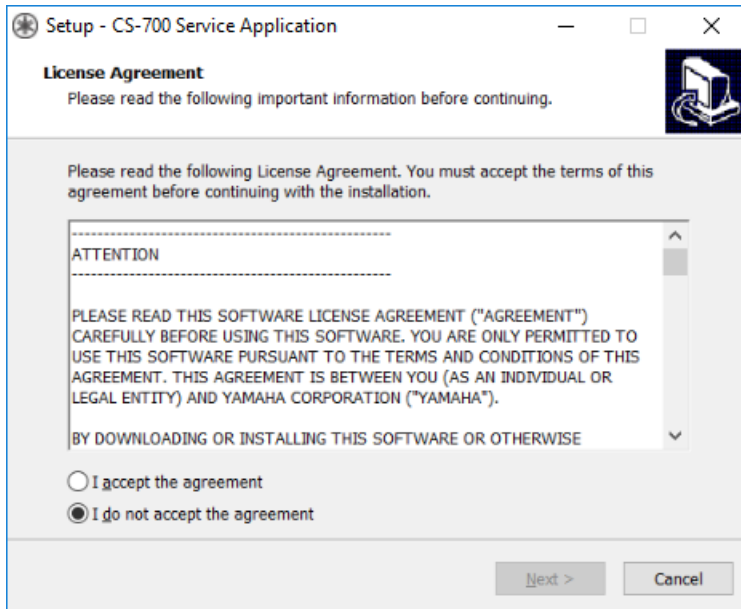 Setup - CS-700 Service Application
License Agreement
Please read the following important information before continuing.
Please read the following License Agreement. You must accept the terms of this
agreement before continuing with the installation.
----------------------------------------------------
ATTENTION
----------------------------------------------------
PLEASE READ THIS SOFTWARE LICENSE AGREEMENT ("AGREEMENT")
CAREFULLY BEFORE USING THIS SOFTWARE. YOU ARE ONLY PERMITTED TO
USE THIS SOFTWARE PURSUANT TO THE TERMS AND CONDITIONS OF THIS
AGREEMENT. THIS AGREEMENT IS BETWEEN YOU (AS AN INDIVIDUAL OR
LEGAL ENTITY) AND YAMAHA CORPORATION ("YAMAHA").
BY DOWNLOADING OR INSTALLING THIS SOFTWARE OR OTHERWISE
I accept the agreement
I do not accept the agreement
Next >
Cancel